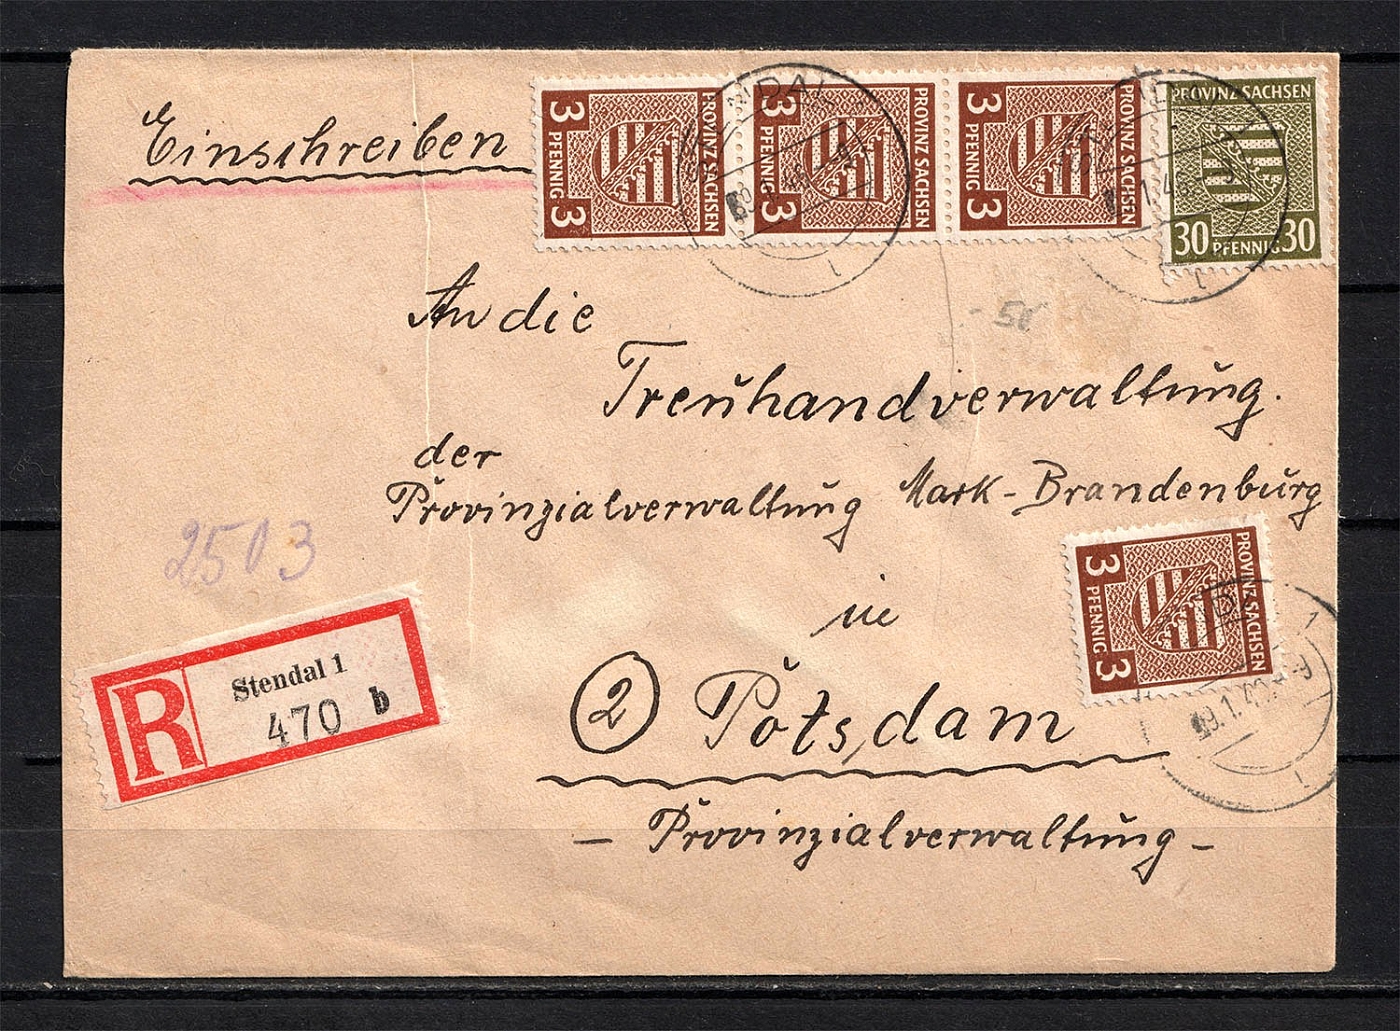 Einschreiben
3 PFENNIG 3 PROVINZ SACHSEN
3 PFENNIG 3 PROVINZ SACHSEN
3 PFENNIG 3 PROVINZ SACHSEN
PROVINZ SACHSEN
30 PFENNIG 30
An die
Treuhandverwaltung.
der
Provinzialverwaltung Mark-Brandenburg
2503
3 PFENNIG 3 PROVINZ SACHSEN
in
R Stendal 1
470 b
2 Potsdam
- Provinzialverwaltung -